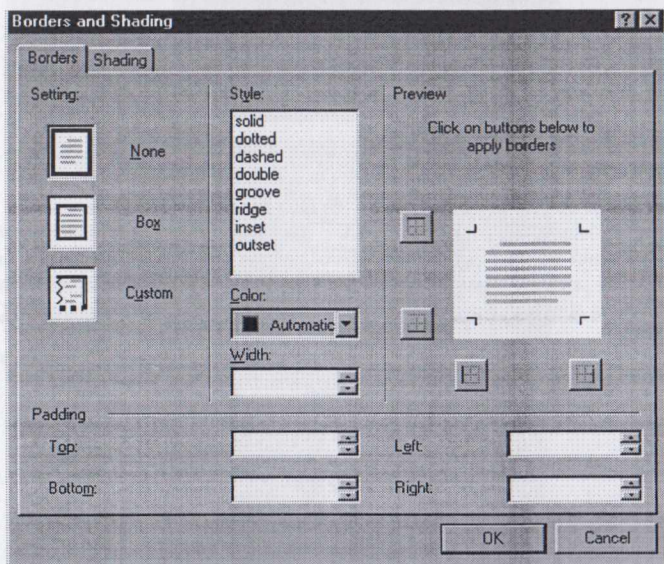 Borders and Shading
Borders
Shading
Setting:
None
Box
Custom
Style:
solid
dotted
dashed
double
groove
ridge
inset
outset
Color:
Automatic
Width:
Preview
Click on buttons below to
apply borders
Padding
Top:
Bottom:
Left:
Right:
OK
Cancel